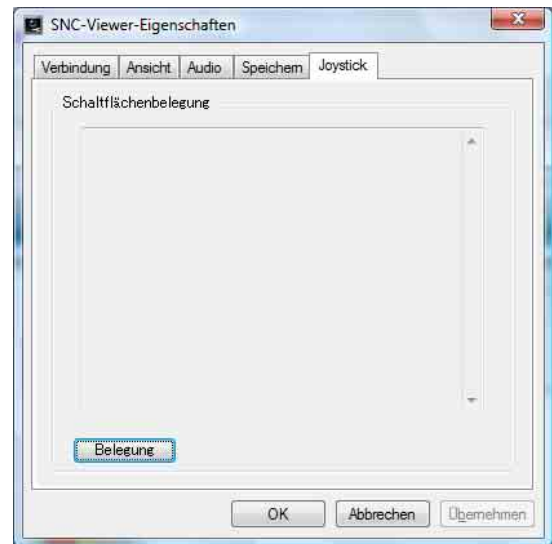 SNC-Viewer-Eigenschaften
Verbindung Ansicht Audio Speichern Joystick
Schaltflächenbelegung
Belegung
OK Abbrechen Übernehmen